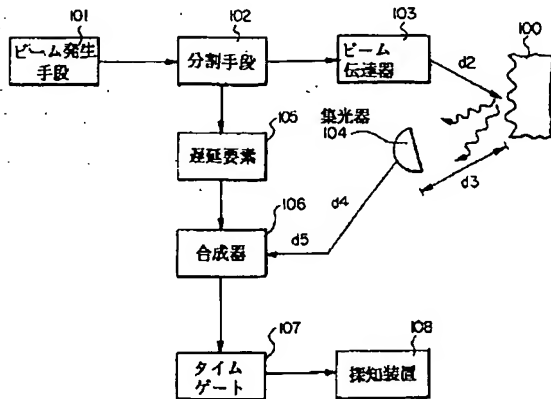 101
ビーム発生
手段
102
分割手段
103
ビーム
伝達器
d2
100
105
遅延要素
集光器
104
d3
d4
106
合成器
d5
107
タイム
ゲート
108
探知装置